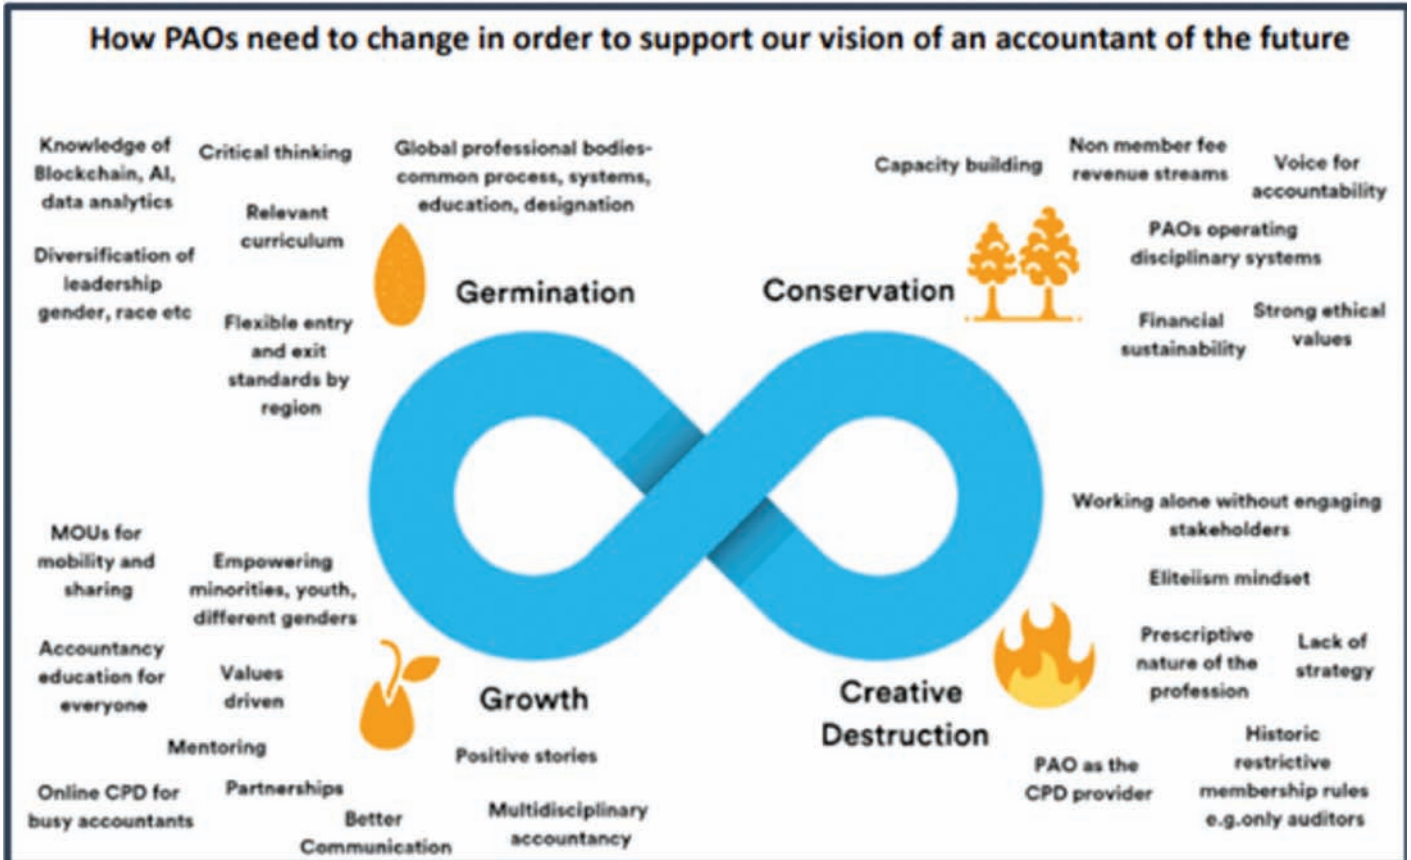 How PAOs need to change in order to support our vision of an accountant of the future
Knowledge of
Blockchain, AI,
data analytics
Critical thinking
Global professional bodies-
common process, systems,
education, designation
Relevant
curriculum
Diversification of
leadership
gender, race etc
Flexible entry
and exit
standards by
region
Germination
Capacity building
Non member fee
revenue streams
Voice for
accountability
PAOs operating
disciplinary systems
Financial
sustainability
Strong ethical
values
Conservation
MOUs for
mobility and
sharing
Empowering
minorities, youth,
different genders
Accountancy
education for
everyone
Values
driven
Growth
Mentoring
Positive stories
Online CPD for
busy accountants
Partnerships
Better
Communication
Multidisciplinary
accountancy
Working alone without engaging
stakeholders
Eliteiism mindset
Prescriptive
nature of the
profession
Lack of
strategy
Creative
Destruction
PAO as the
CPD provider
Historic
restrictive
membership rules
e.g.only auditors